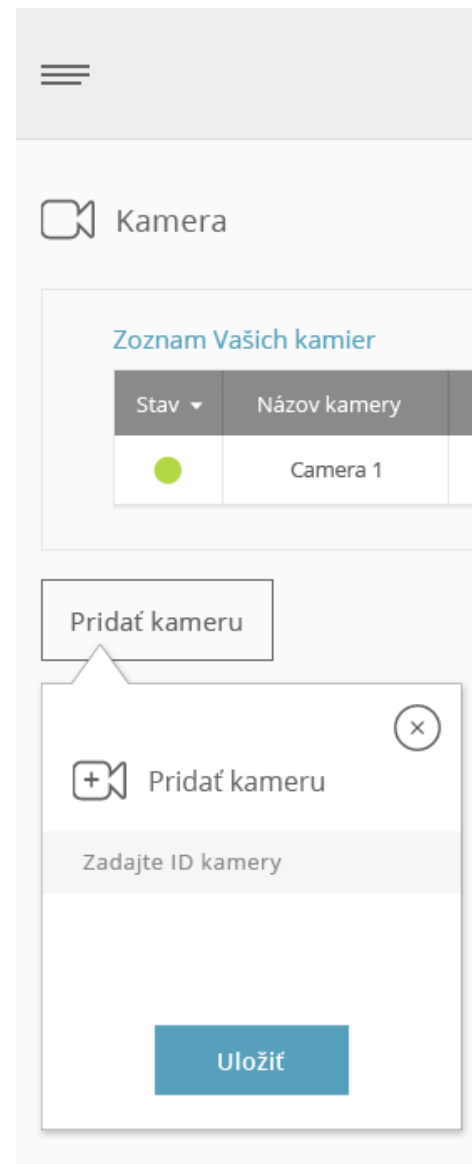 Kamera
Zoznam Vašich kamier
Stav Názov kamery
Camera 1
Pridať kameru
Pridať kameru
Zadajte ID kamery
Uložiť